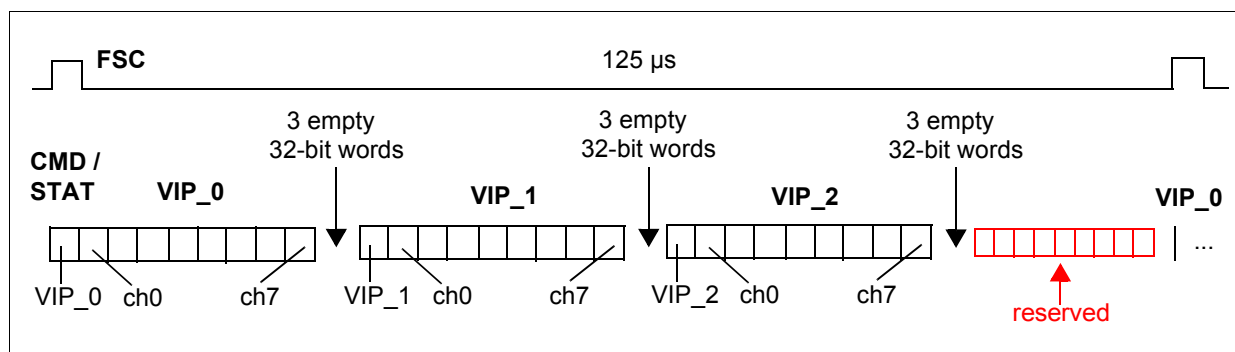 FSC
125 µs
3 empty
32-bit words
3 empty
32-bit words
3 empty
32-bit words
CMD /
STAT
VIP_0
VIP_1
VIP_2
VIP_0
...
VIP_0
ch0
ch7
VIP_1
ch0
ch7
VIP_2
ch0
ch7
reserved